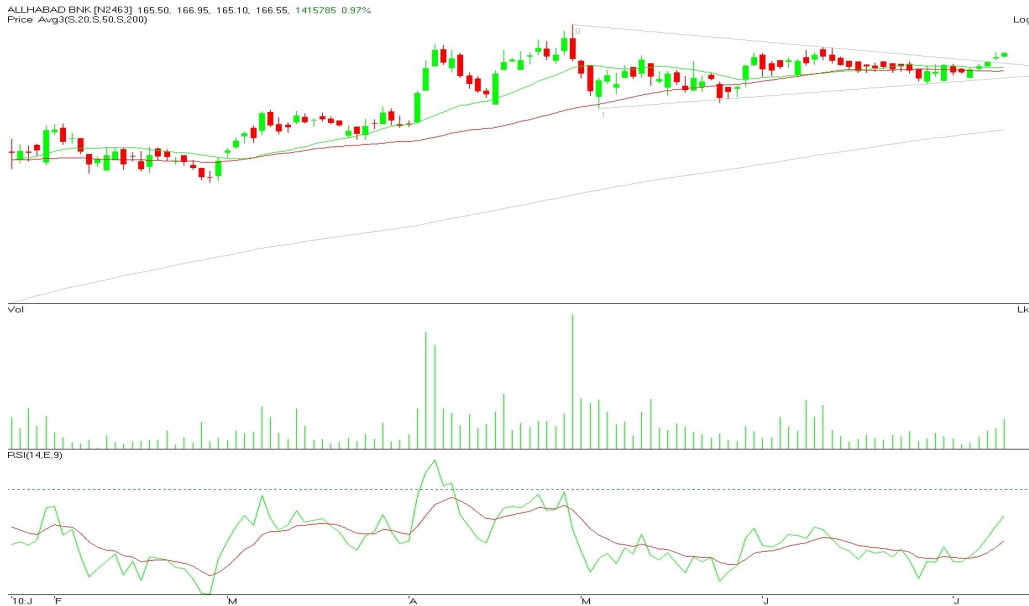 ALLHABAD BNK [N2463] 165.50, 166.95, 165.10, 166.55, 1415785 0.97%
Price Avg3(S,20,S,50,S,200)
Log
0
1
Vol
Lk
RSI(14,E,9)
'10:J 'F 'M 'A 'M 'J 'J